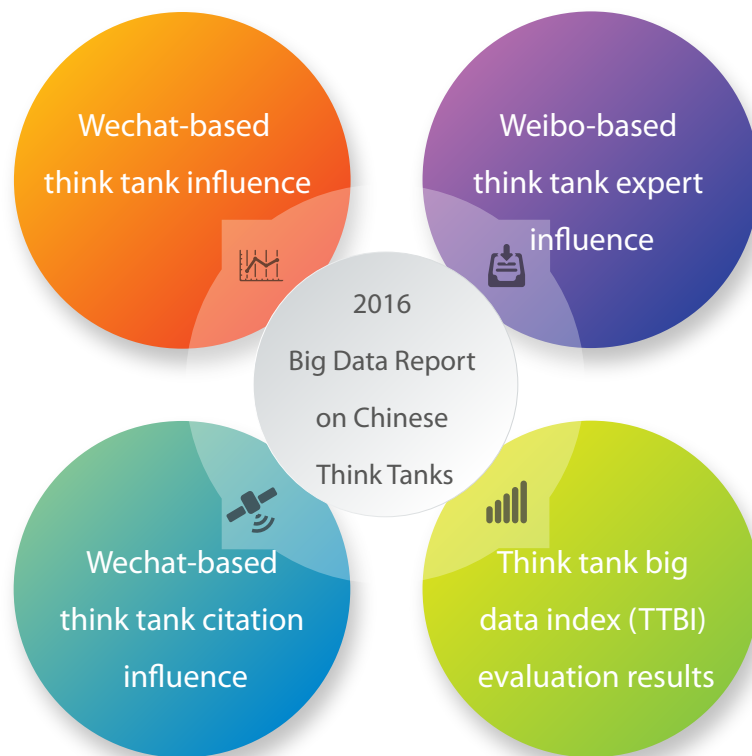 Wechat-based
think tank influence
Weibo-based
think tank expert
influence
2016
Big Data Report
on Chinese
Think Tanks
Wechat-based
think tank citation
influence
Think tank big
data index (TTBI)
evaluation results